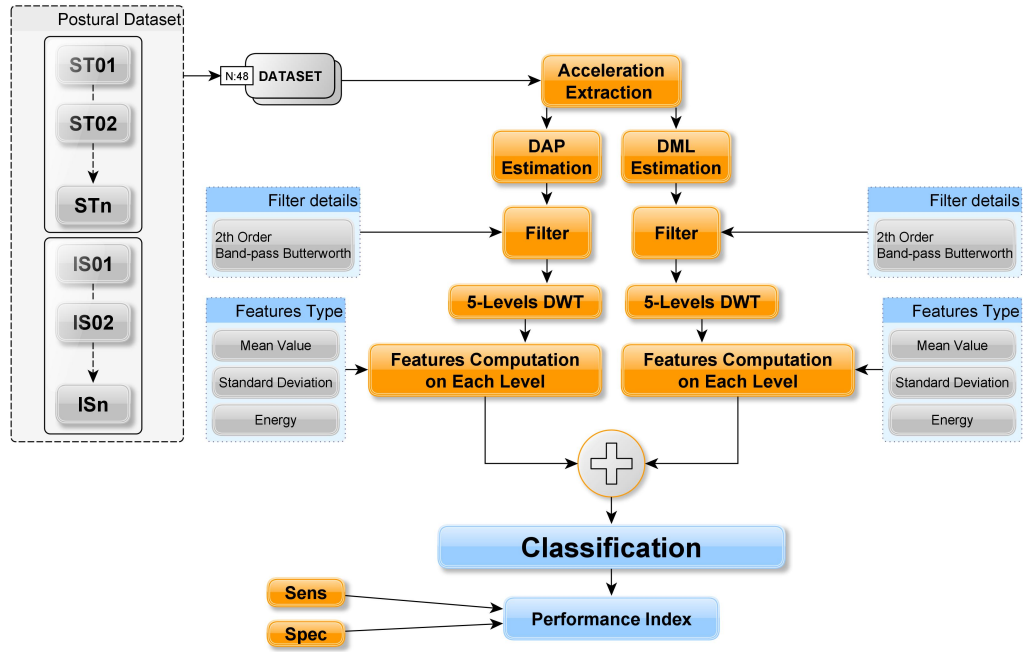 Postural Dataset
ST01
ST02
STn
IS01
IS02
ISn
N:48
DATASET
Acceleration
Extraction
DAP
Estimation
DML
Estimation
Filter details
2th Order
Band-pass Butterworth
Filter
Filter
Filter details
2th Order
Band-pass Butterworth
5-Levels DWT
5-Levels DWT
Features Type
Mean Value
Standard Deviation
Energy
Features Computation
on Each Level
Features Computation
on Each Level
Features Type
Mean Value
Standard Deviation
Energy
Classification
Sens
Spec
Performance Index